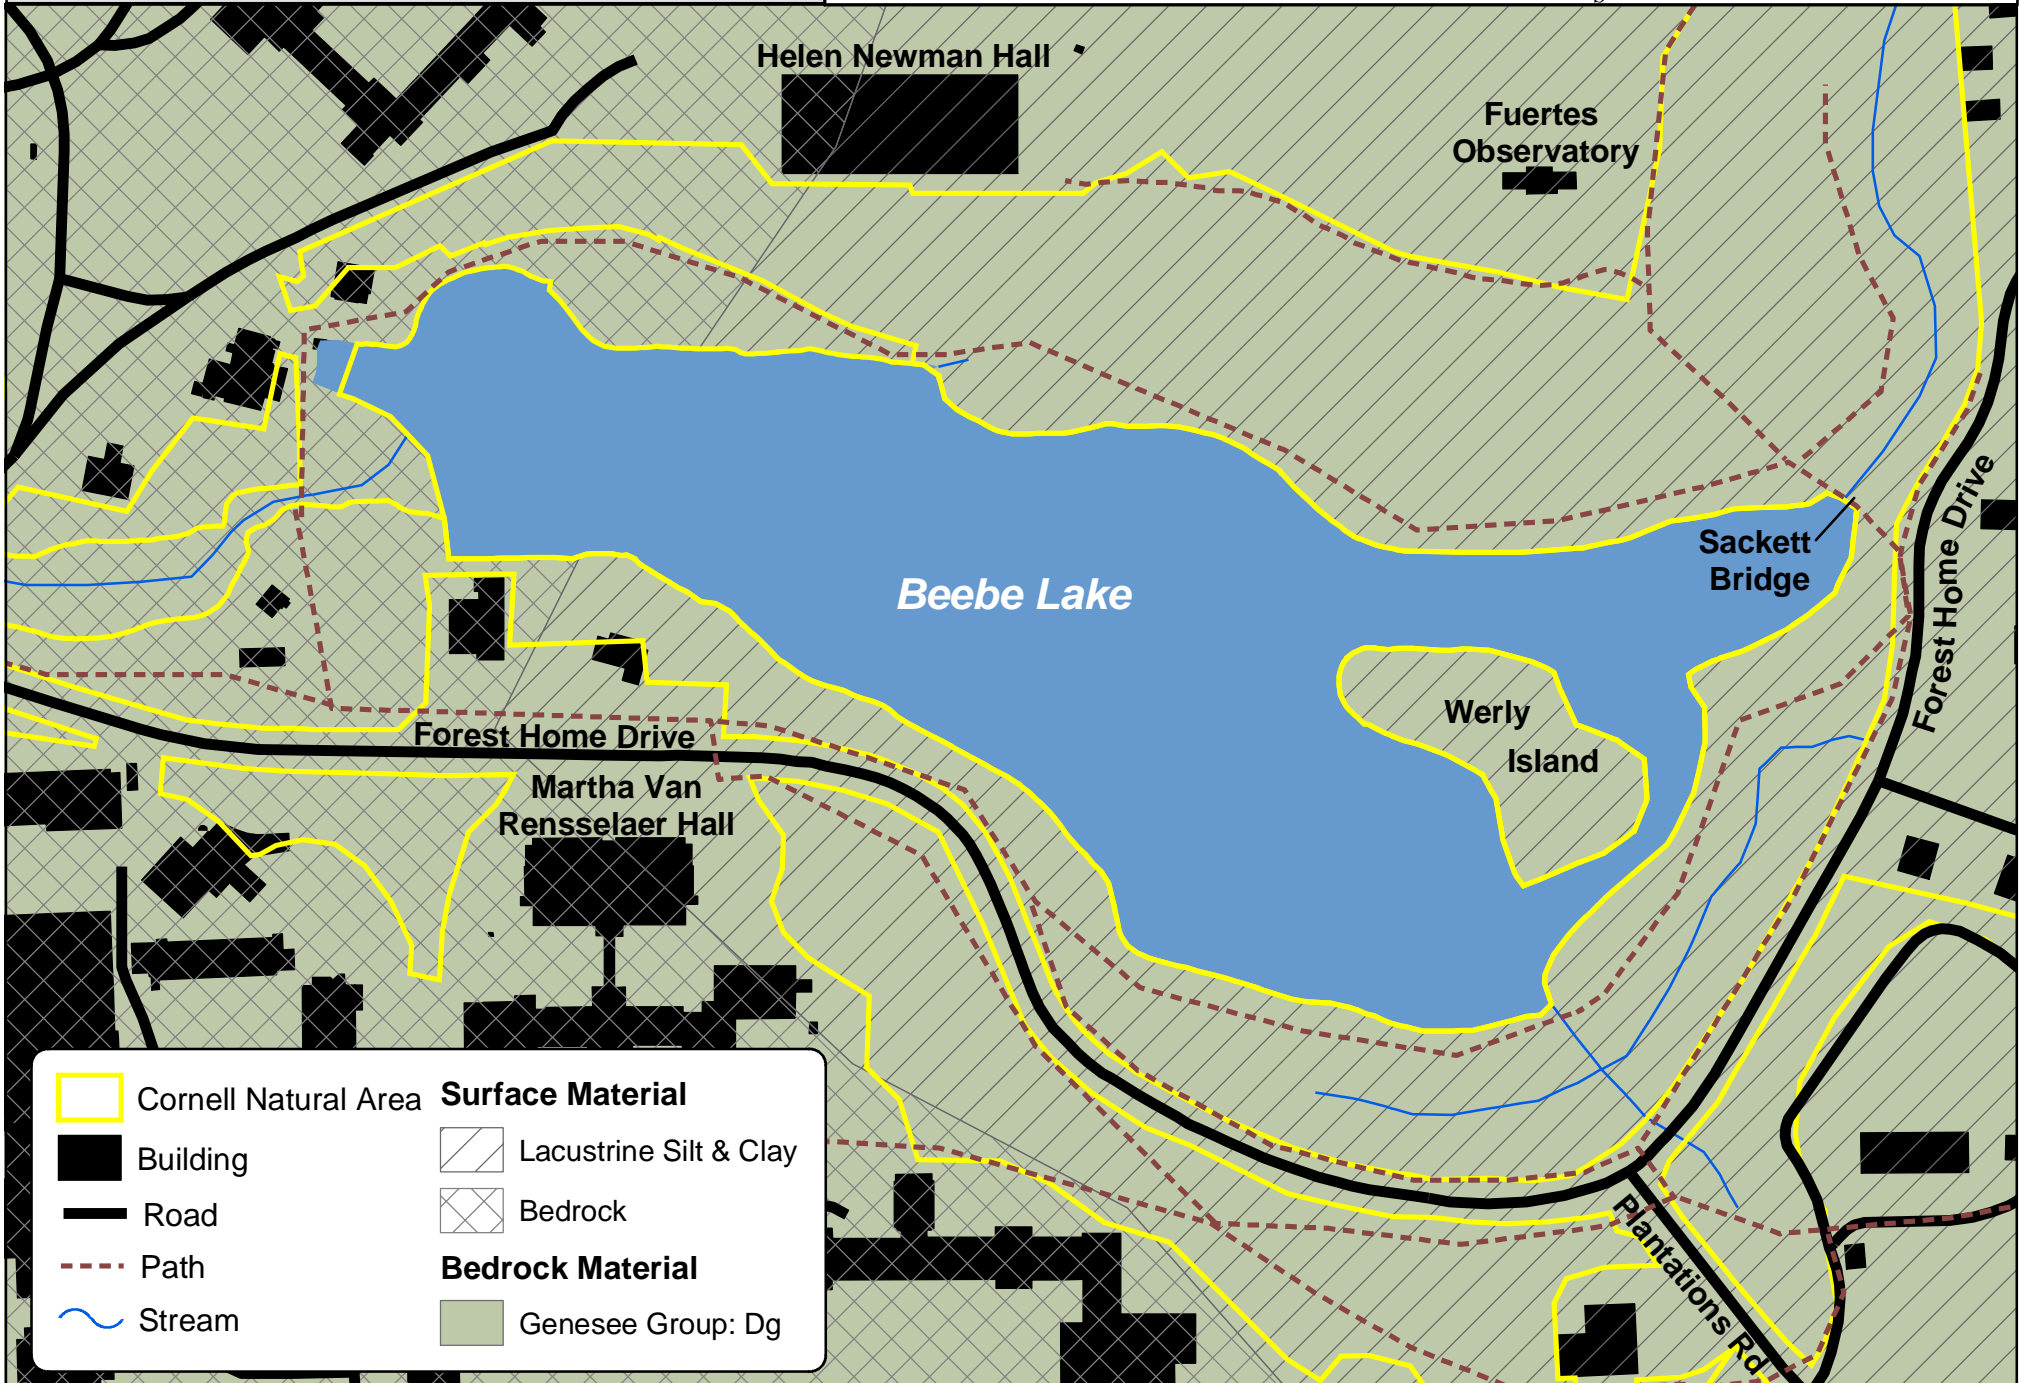 Helen Newman Hall
Fuertes
Observatory
Sackett
Bridge
Forest Home Drive
Beebe Lake
Werly
Island
Forest Home Drive
Martha Van
Rensselaer Hall
Plantations Rd
Cornell Natural Area
Building
Road
Path
Stream
Surface Material
Lacustrine Silt & Clay
Bedrock
Bedrock Material
Genesee Group: Dg